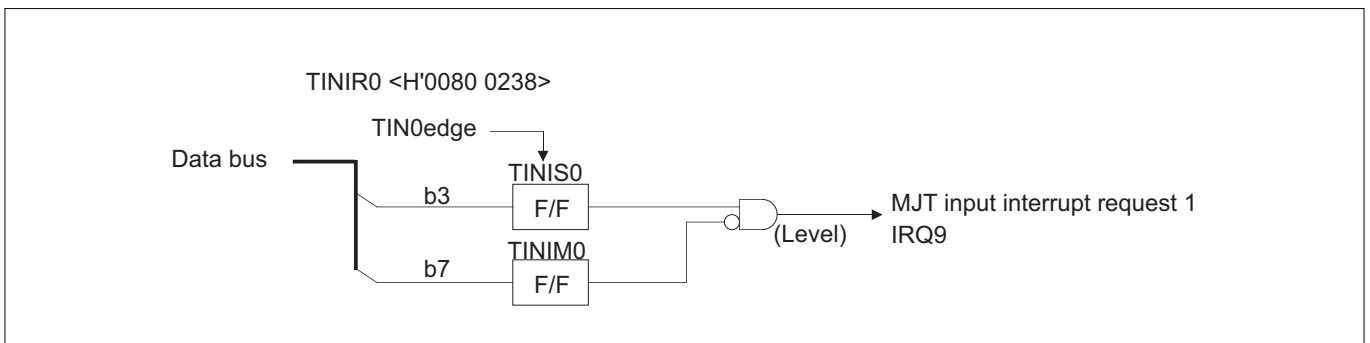 TINIR0 <H'0080 0238>
TIN0edge
Data bus
TINIS0
b3
F/F
MJT input interrupt request 1
(Level)
IRQ9
TINIM0
b7
F/F